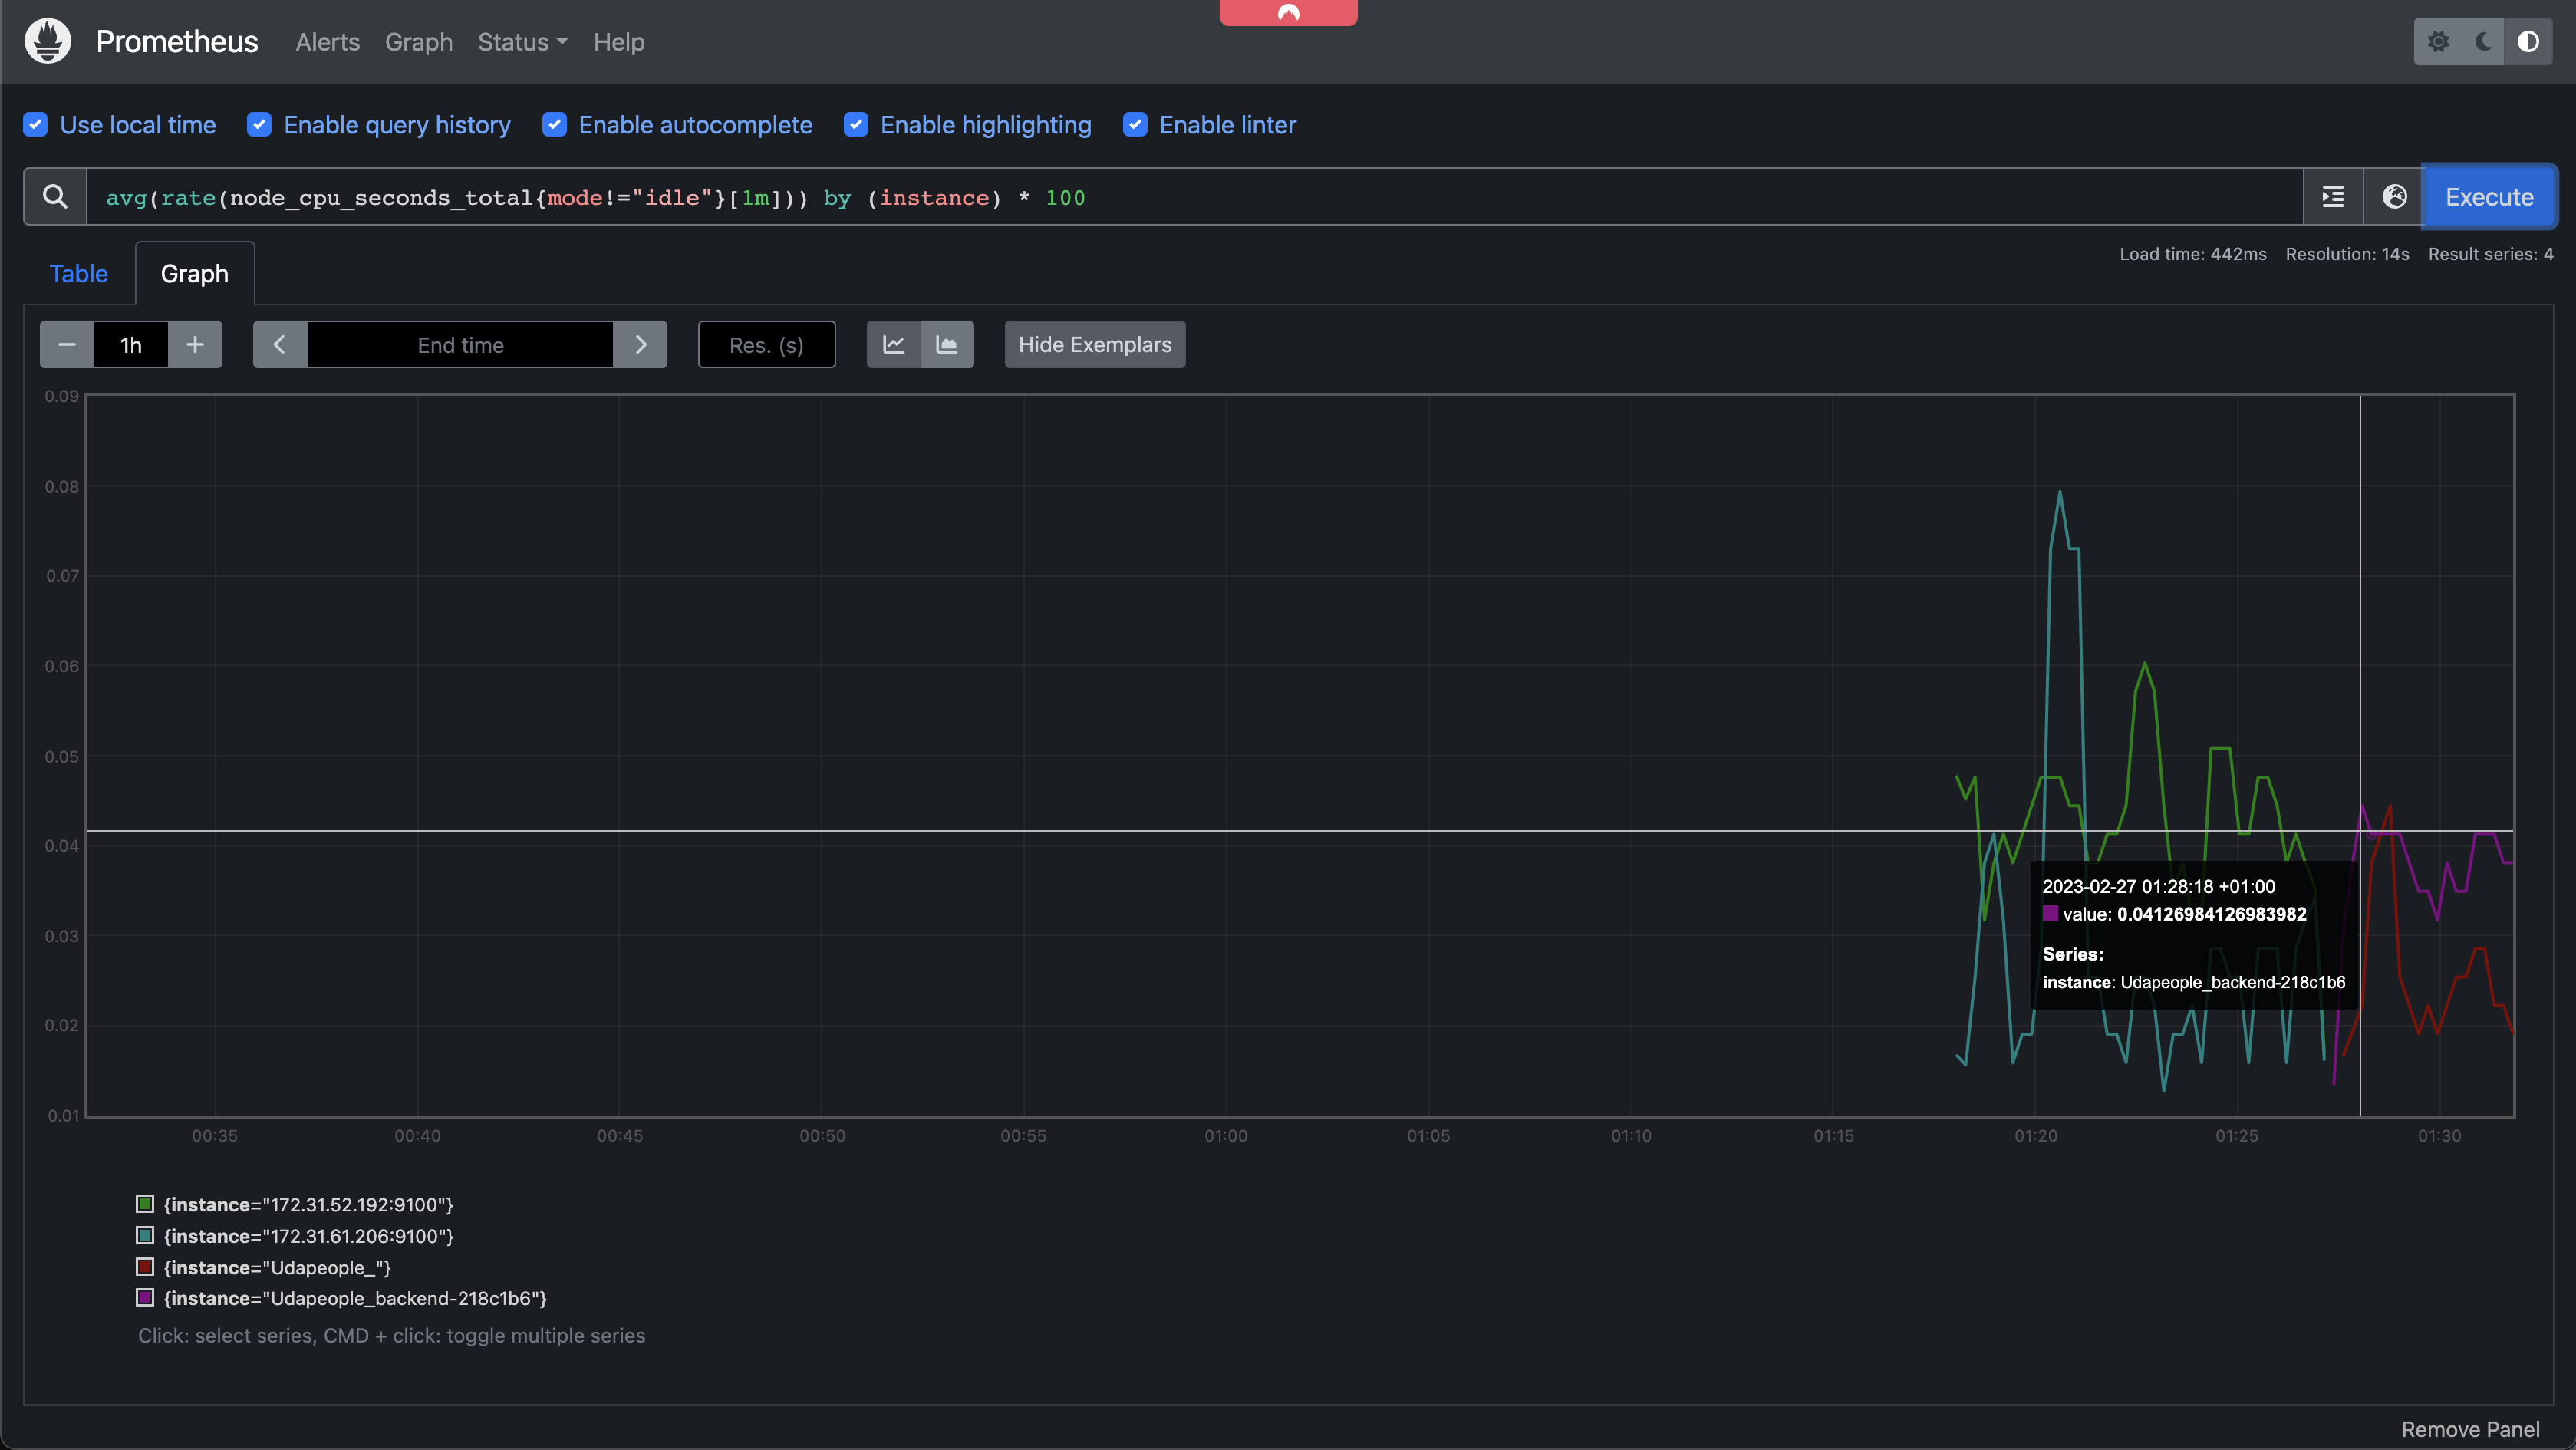 Prometheus Alerts Graph Status Help
Use local time Enable query history Enable autocomplete Enable highlighting Enable linter
avg(rate(node_cpu_seconds_total{mode!="idle"}[1m])) by (instance) * 100
Execute
Table Graph
Load time: 442ms Resolution: 14s Result series: 4
1h End time Res. (s) Hide Exemplars
0.09
0.08
0.07
0.06
0.05
0.04
0.03
0.02
0.01
2023-02-27 01:28:18 +01:00
value: 0.04126984126983982
Series:
instance: Udapeople_backend-218c1b6
00:35 00:40 00:45 00:50 00:55 01:00 01:05 01:10 01:15 01:20 01:25 01:30
{instance="172.31.52.192:9100"}
{instance="172.31.61.206:9100"}
{instance="Udapeople_"}
{instance="Udapeople_backend-218c1b6"}
Click: select series, CMD + click: toggle multiple series
Remove Panel